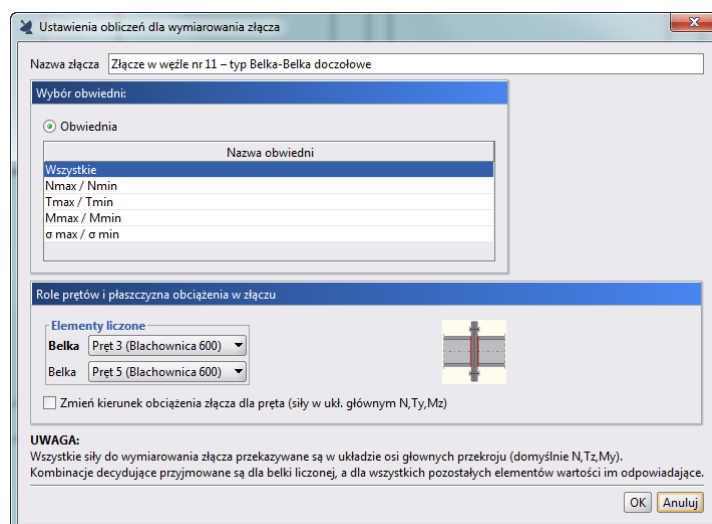 Ustawienia obliczeń dla wymiarowania złącza
Nazwa złącza Złącze w węźle nr 11 – typ Belka-Belka doczołowe
Wybór obwiedni:
Obwiednia
Nazwa obwiedni
Wszystkie
Nmax / Nmin
Tmax / Tmin
Mmax / Mmin
σ max / σ min
Role prętów i płaszczyzna obciążenia w złączu
Elementy liczone
Belka Pręt 3 (Blachownica 600)
Belka Pręt 5 (Blachownica 600)
Zmień kierunek obciążenia złącza dla pręta (siły w ukł. głównym N,Ty,Mz)
UWAGA:
Wszystkie siły do wymiarowania złącza przekazywane są w układzie osi głownych przekroju (domyślnie N,Tz,My).
Kombinacje decydujące przyjmowane są dla belki liczonej, a dla wszystkich pozostałych elementów wartości im odpowiadające.
OK Anuluj